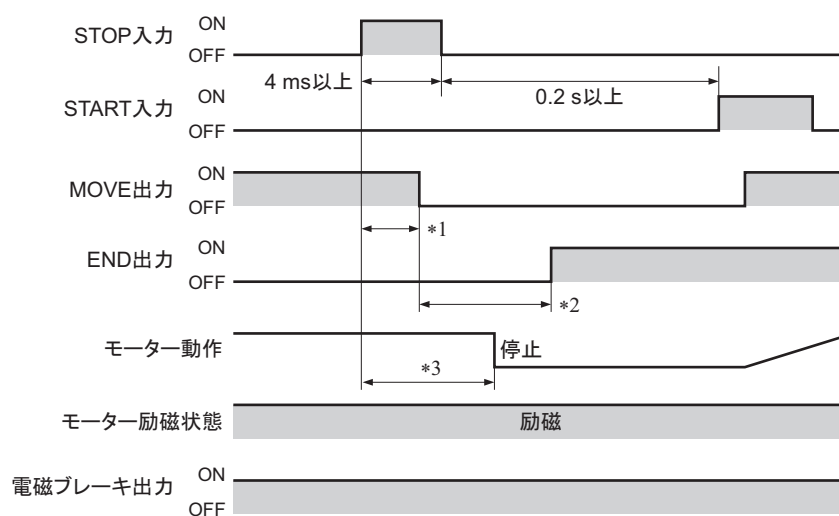 STOP入力
ON
OFF
4 ms以上
0.2 s以上
START入力
ON
OFF
MOVE出力
ON
OFF
*1
END出力
ON
OFF
*2
モーター動作
停止
*3
モーター励磁状態
励磁
電磁ブレーキ出力
ON
OFF